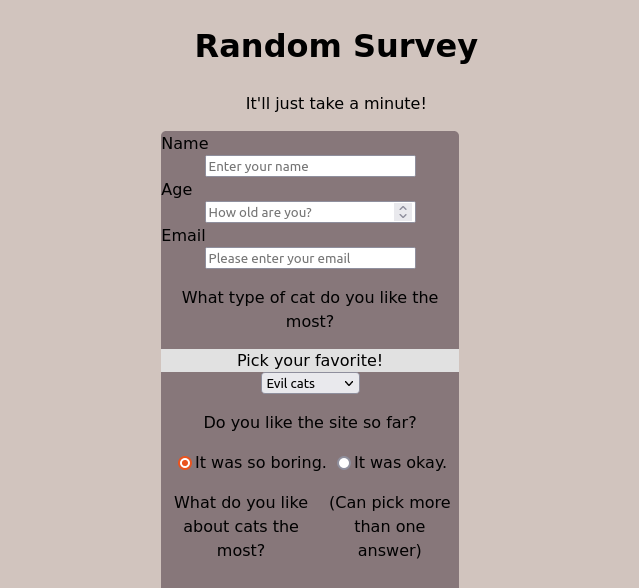 Random Survey
It'll just take a minute!
Name
Enter your name
Age
How old are you?
Email
Please enter your email
What type of cat do you like the
most?
Pick your favorite!
Evil cats
Do you like the site so far?
It was so boring. It was okay.
What do you like
about cats the
most?
(Can pick more
than one
answer)